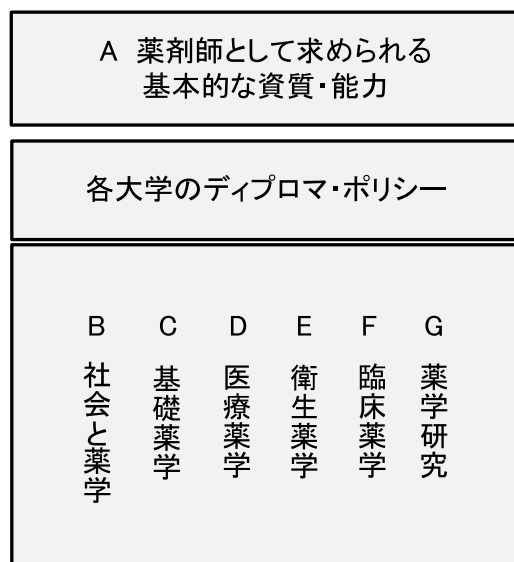 A 薬剤師として求められる
基本的な資質・能力
各大学のディプロマ・ポリシー
B 社会と薬学
C 基礎薬学
D 医療薬学
E 衛生薬学
F 臨床薬学
G 薬学研究